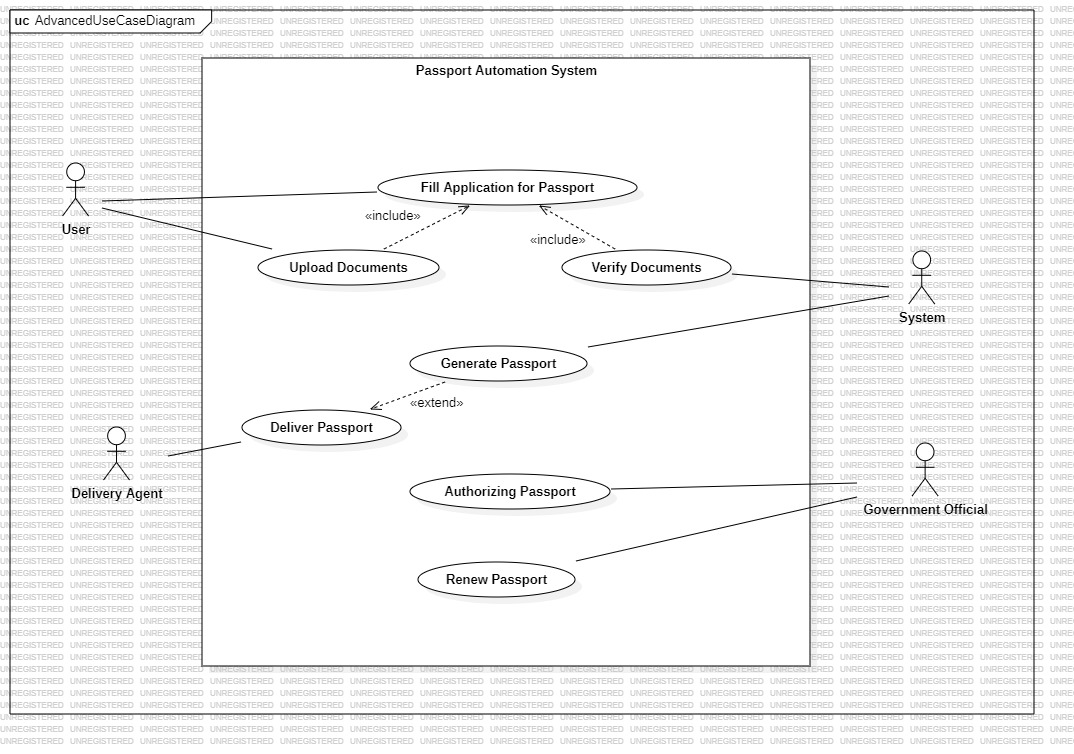 uc AdvancedUseCaseDiagram
Passport Automation System
Fill Application for Passport
«include»
User
«include»
Upload Documents
Verify Documents
System
Generate Passport
«extend»
Deliver Passport
Delivery Agent
Authorizing Passport
Government Official
Renew Passport
UNREGISTERED